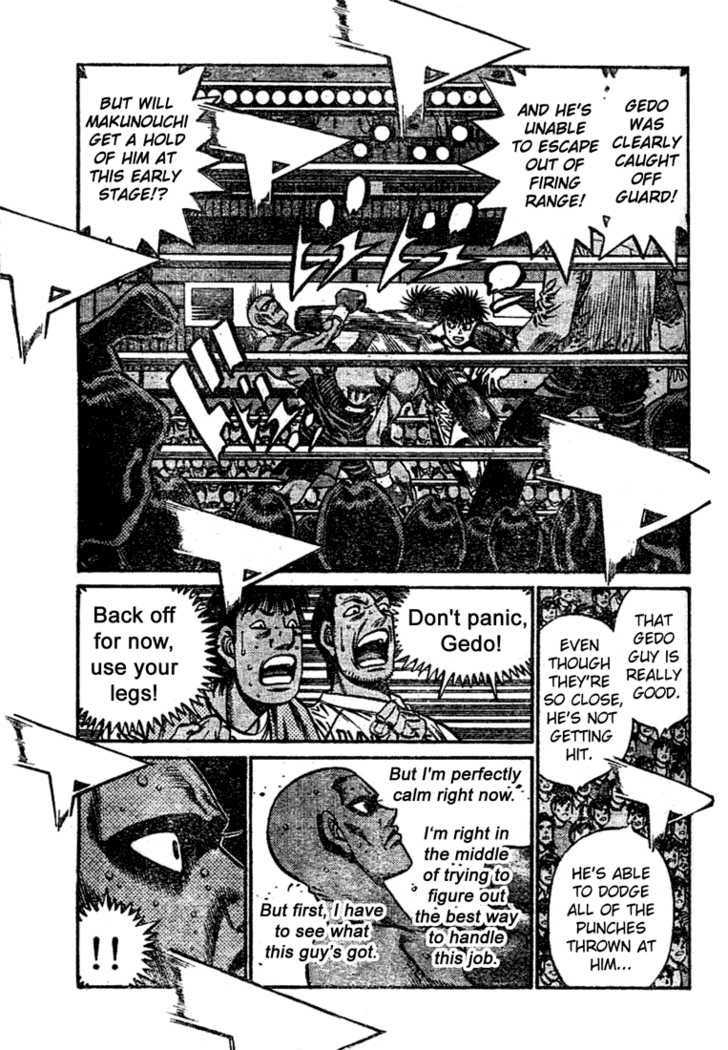 GEDO
WAS
CLEARLY
CAUGHT
OFF
GUARD!
AND HE'S
UNABLE
TO ESCAPE
OUT OF
FIRING
RANGE!
BUT WILL
MAKUNOUCHI
GET A HOLD
OF HIM AT
THIS EARLY
STAGE!?
THAT
GEDO
GUY IS
REALLY
GOOD.
EVEN
THOUGH
THEY'RE
SO CLOSE,
HE'S NOT
GETTING
HIT.
HE'S ABLE
TO DODGE
ALL OF THE
PUNCHES
THROWN AT
HIM...
Don't panic,
Gedo!
Back off
for now,
use your
legs!
But I'm perfectly
calm right now.
I'm right in
the middle
of trying to
figure out
the best way
to handle
this job.
But first, I have
to see what
this guy's got.
!!